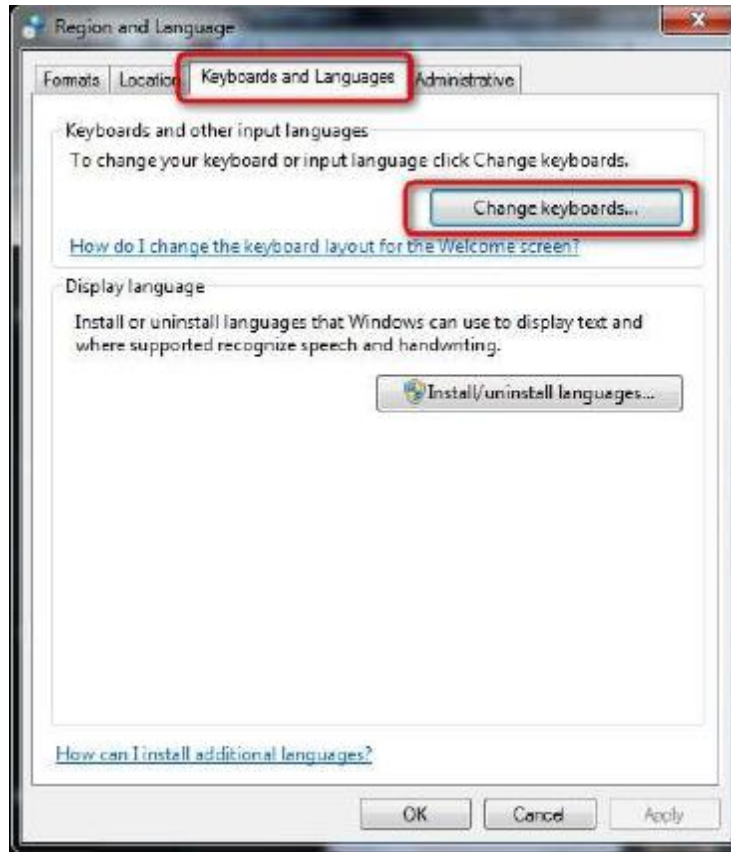 Region and Language
Formats Location Keyboards and Languages Administrative
Keyboards and other input languages
To change your keyboard or input language click Change keyboards.
Change keyboards...
How do I change the keyboard layout for the Welcome screen?
Display language
Install or uninstall languages that Windows can use to display text and
where supported recognize speech and handwriting.
Install/uninstall languages...
How can I install additional languages?
OK Cancel Apply